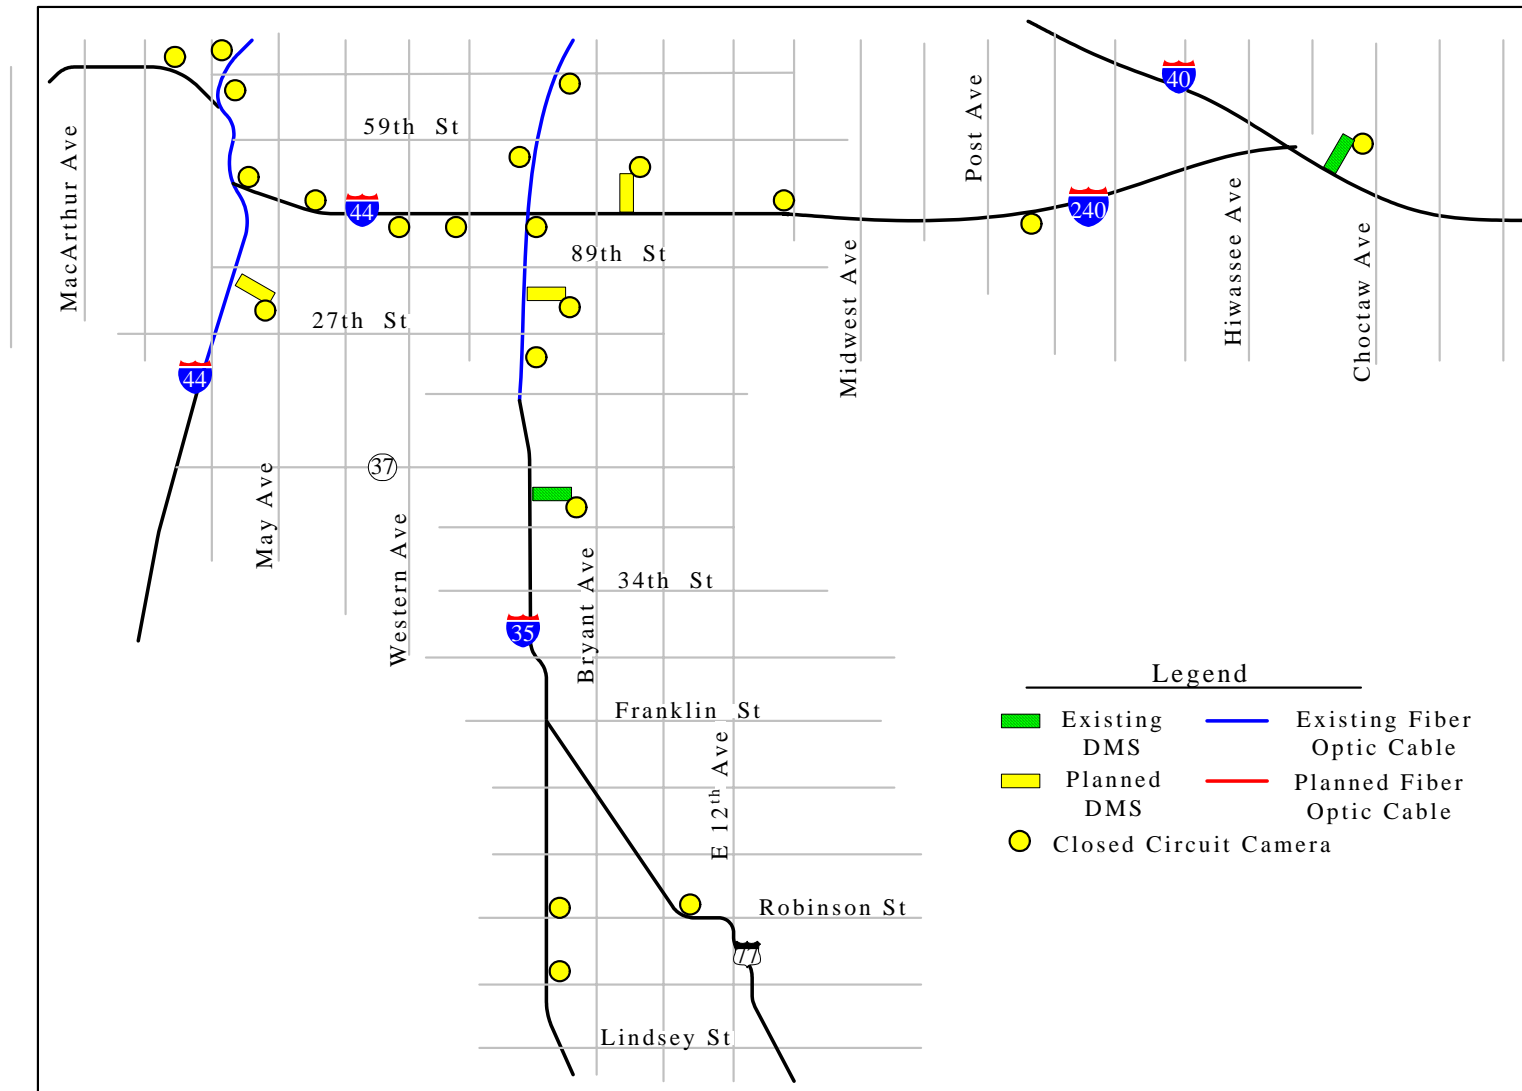 40
59th St
MacArthur Ave
Post Ave
44
240
Hiwassee Ave
Choctaw Ave
89th St
Midwest Ave
27th St
44
37
May Ave
Western Ave
34th St
Bryant Ave
35
Franklin St
E 12th Ave
Robinson St
77
Lindsey St
Legend
Existing
DMS
Existing Fiber
Optic Cable
Planned
DMS
Planned Fiber
Optic Cable
Closed Circuit Camera